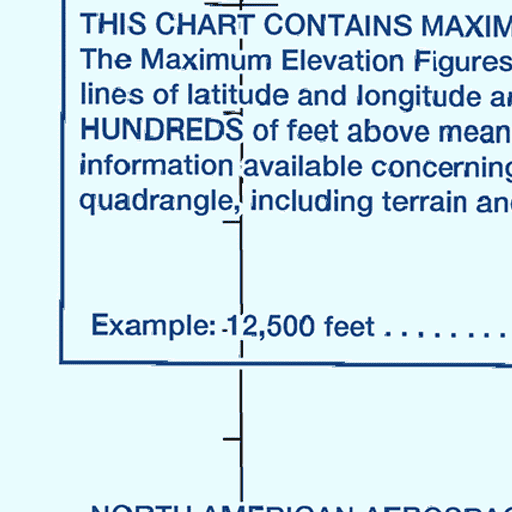 THIS CHART CONTAINS MAXIM
The Maximum Elevation Figures
lines of latitude and longitude a
HUNDREDS of feet above mean
information available concerning
quadrangle, including terrain an
Example: 12,500 feet . . . . . . . .
NORTH AMERICAN AEROSPAC